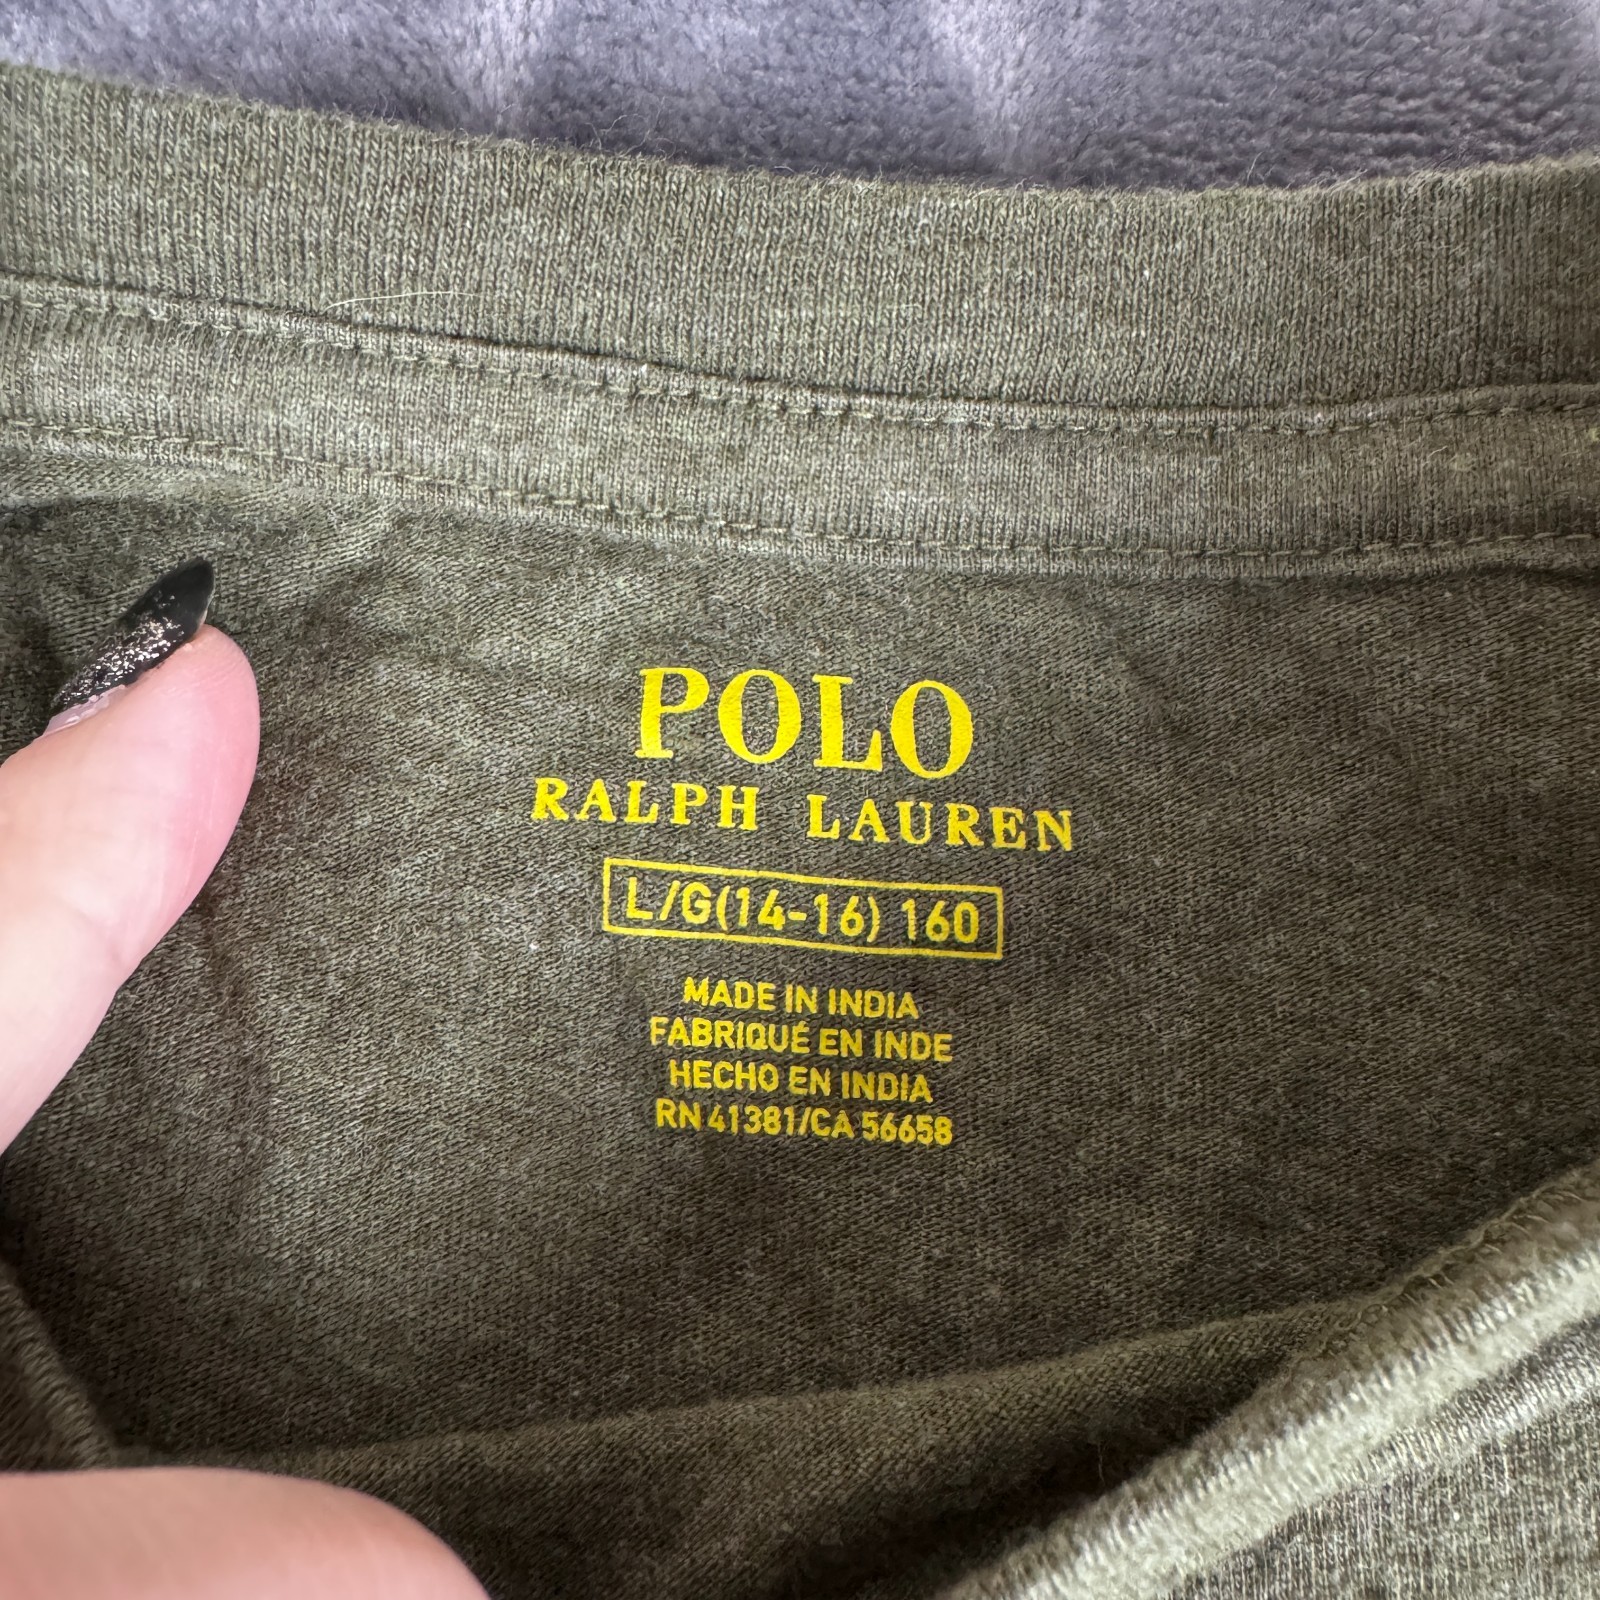 POLO
RALPH LAUREN
L/G(14-16) 160
MADE IN INDIA
FABRIQUÉ EN INDE
HECHO EN INDIA
RN 41381/CA 56658